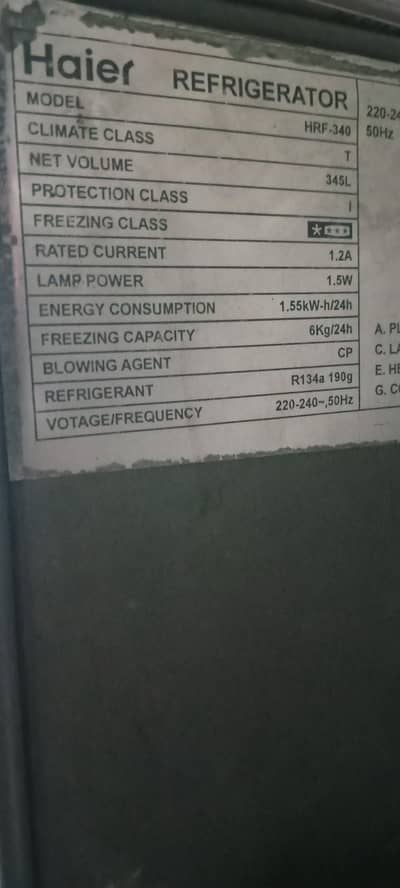 Haier REFRIGERATOR
MODEL HRF-340
CLIMATE CLASS T
NET VOLUME 345L
PROTECTION CLASS I
FREEZING CLASS
RATED CURRENT 1.2A
LAMP POWER 1.5W
ENERGY CONSUMPTION 1.55kW-h/24h
FREEZING CAPACITY 6Kg/24h
BLOWING AGENT CP
REFRIGERANT R134a 190g
VOTAGE/FREQUENCY 220-240~,50Hz
50Hz
A.
C.
E.
G.